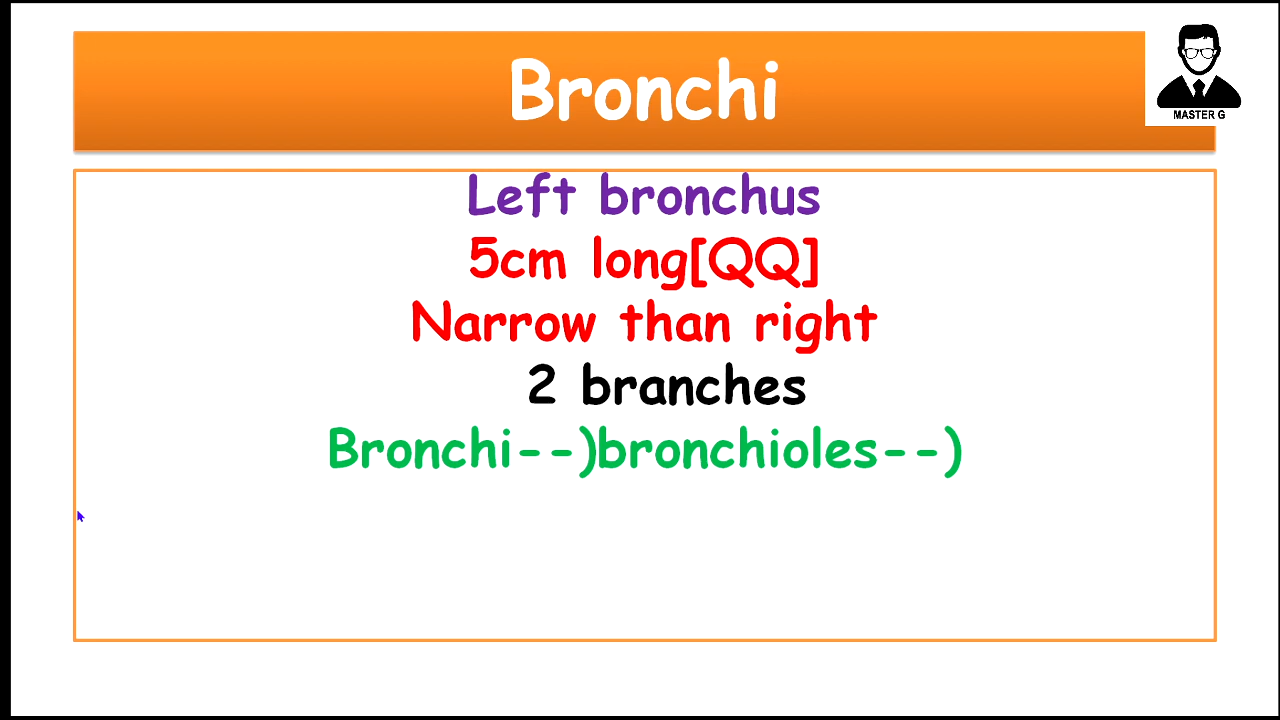 Bronchi
MASTER G
Left bronchus
5cm long[QQ]
Narrow than right
2 branches
Bronchi--)bronchioles--)